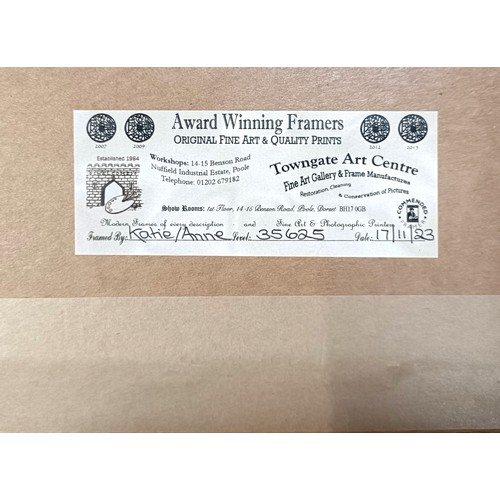 Award Winning Framers
ORIGINAL FINE ART & QUALITY PRINTS
2007 2009 2012 2015
Established 1984
Workshops: 14-15 Benson Road
Nuffield Industrial Estate, Poole
Telephone: 01202 679182
Towngate Art Centre
Fine Art Gallery & Frame Manufactures
Restoration, Cleaning
& Conservation of Pictures
COMMENDED
Show Rooms: 1st Floor, 14-15 Benson Road, Poole, Dorset BH17 0GB
Modern Frames of every description and Fine Art & Photographic Printers
Framed By: Katie/Anne Level: 35625 Date: 17/11/23